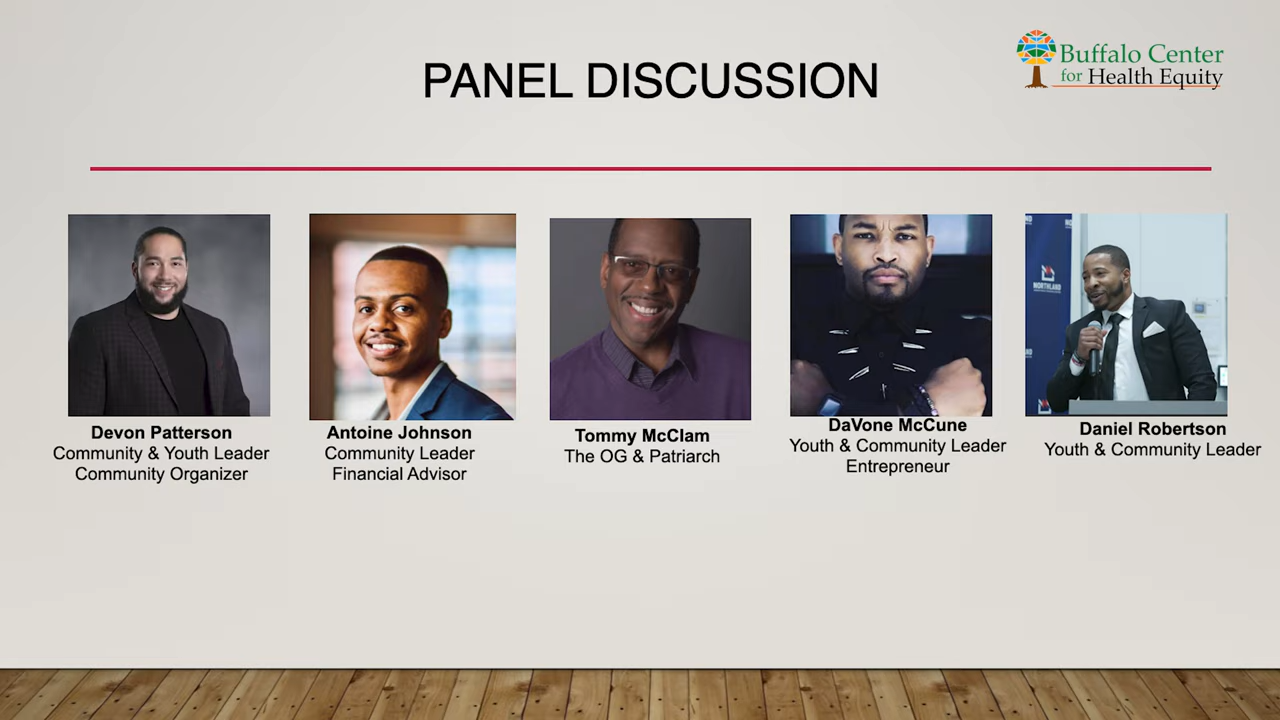 PANEL DISCUSSION
Buffalo Center
for Health Equity
NORTHLAND
Devon Patterson
Community & Youth Leader
Community Organizer
Antoine Johnson
Community Leader
Financial Advisor
Tommy McClam
The OG & Patriarch
DaVone McCune
Youth & Community Leader
Entrepreneur
Daniel Robertson
Youth & Community Leader